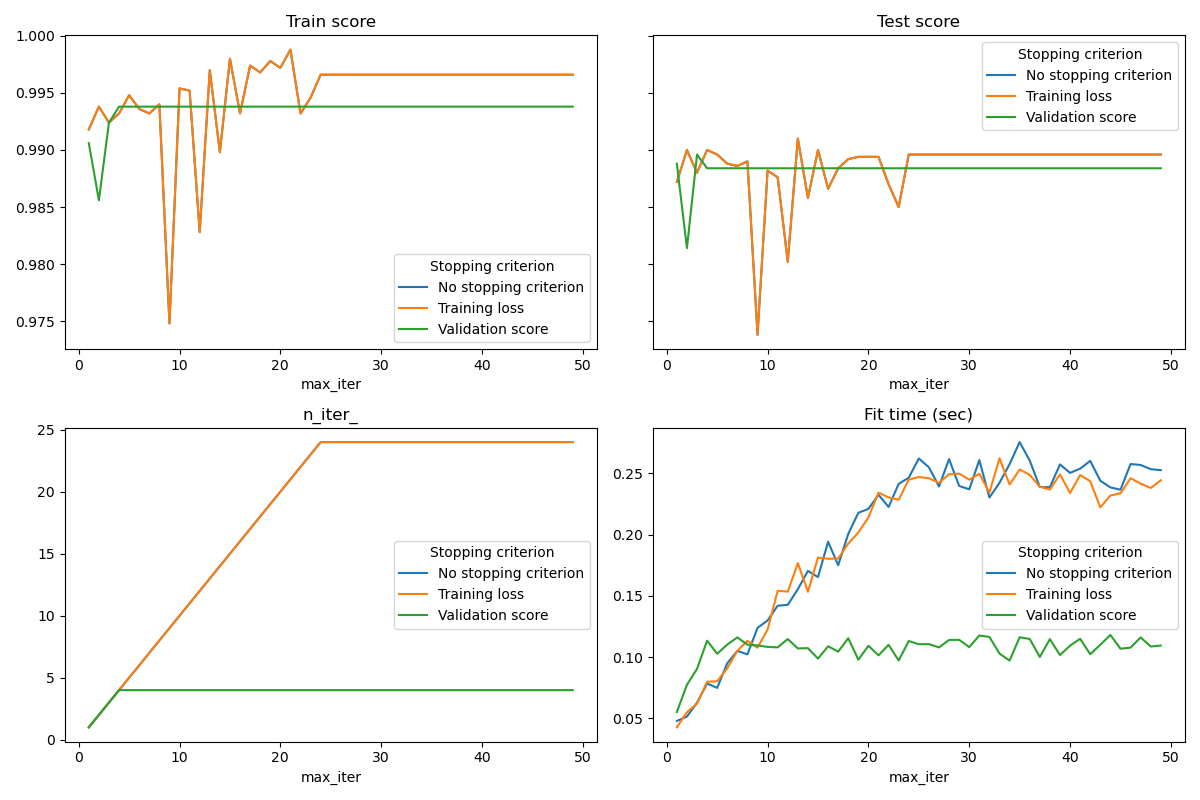 Train score
1.000
0.995
0.990
0.985
0.980
0.975
0 10 20 30 40 50
max_iter
Stopping criterion
No stopping criterion
Training loss
Validation score
Test score
0 10 20 30 40 50
max_iter
Stopping criterion
No stopping criterion
Training loss
Validation score
n_iter_
25
20
15
10
5
0
0 10 20 30 40 50
max_iter
Stopping criterion
No stopping criterion
Training loss
Validation score
Fit time (sec)
0.25
0.20
0.15
0.10
0.05
0 10 20 30 40 50
max_iter
Stopping criterion
No stopping criterion
Training loss
Validation score